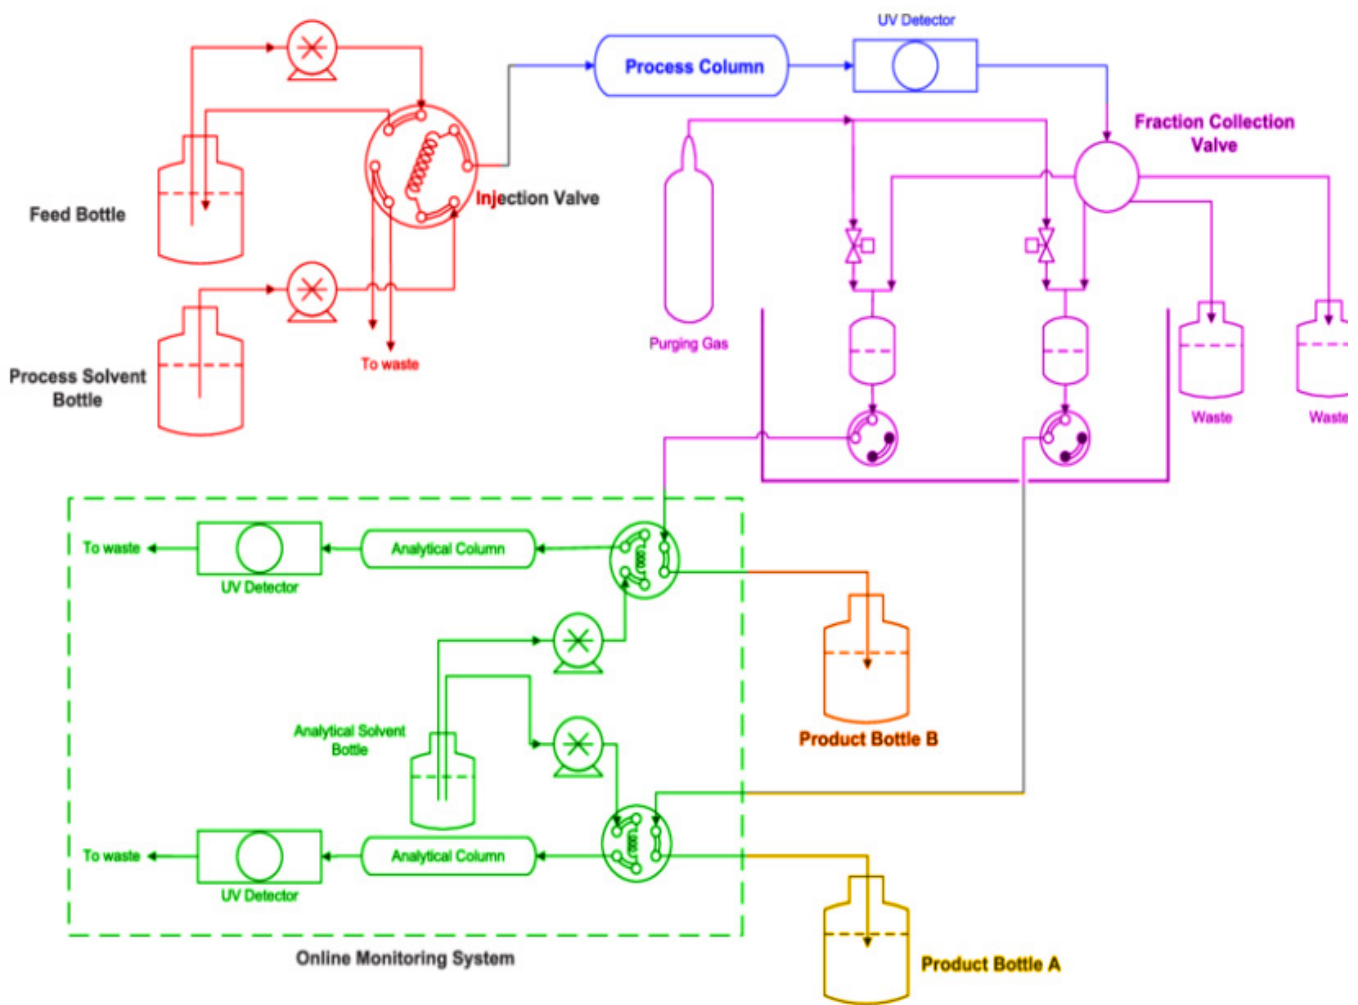 UV Detector
Process Column
Fraction Collection
Valve
Feed Bottle
Injection Valve
Process Solvent
Bottle
To waste
Purging Gas
Waste
Waste
To waste
Analytical Column
UV Detector
Product Bottle B
Analytical Solvent
Bottle
To waste
Analytical Column
UV Detector
Online Monitoring System
Product Bottle A